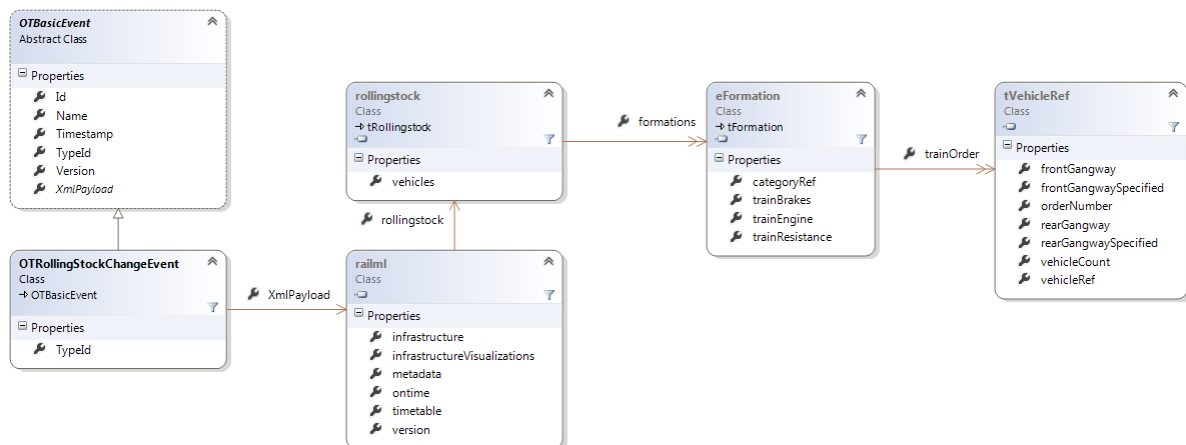 OTBasicEvent
Abstract Class
Properties
Id
Name
Timestamp
TypeId
Version
XmlPayload
OTRollingStockChangeEvent
Class
OTBasicEvent
Properties
TypeId
XmlPayload
rollingstock
Class
tRollingstock
Properties
vehicles
rollingstock
railml
Class
Properties
infrastructure
infrastructureVisualizations
metadata
ontime
timetable
version
formations
eFormation
Class
tFormation
Properties
categoryRef
trainBrakes
trainEngine
trainResistance
trainOrder
tVehicleRef
Class
Properties
frontGangway
frontGangwaySpecified
orderNumber
rearGangway
rearGangwaySpecified
vehicleCount
vehicleRef